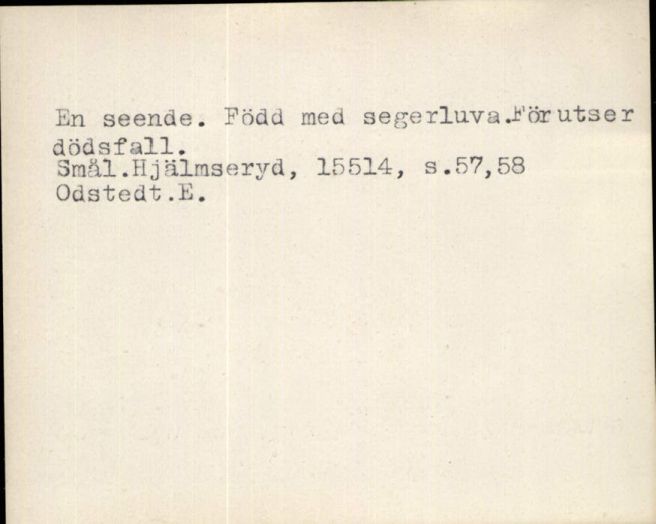 En seende. Född med segerluva.Förutser
dödsfall.
Smål.Hjälmseryd, 15514, s.57,58
Odstedt.E.